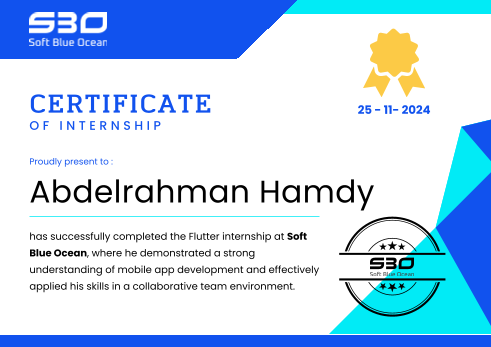 SBO
Soft Blue Ocean
25 - 11- 2024
CERTIFICATE
OF INTERNSHIP
Proudly present to :
Abdelrahman Hamdy
has successfully completed the Flutter internship at Soft
Blue Ocean, where he demonstrated a strong
understanding of mobile app development and effectively
applied his skills in a collaborative team environment.
SBO
Soft Blue Ocean